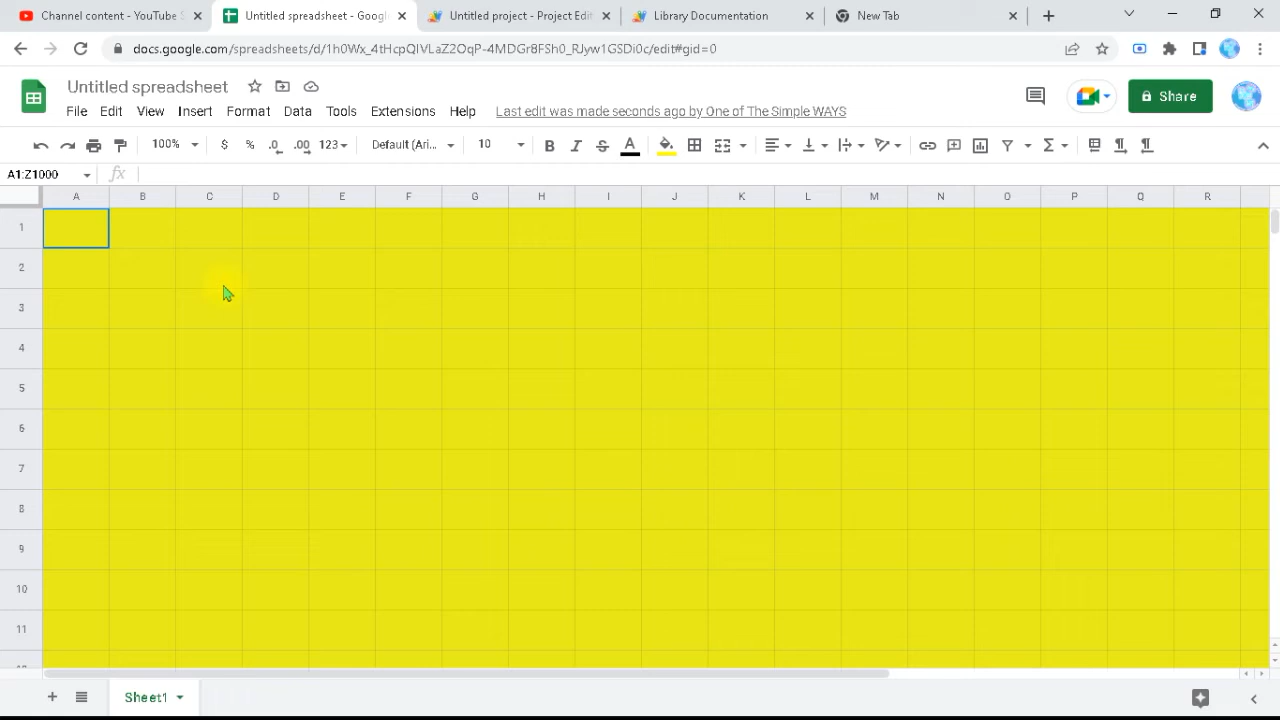 Channel content - YouTube S
Untitled spreadsheet - Googl
Untitled project - Project Edit
Library Documentation
New Tab
docs.google.com/spreadsheets/d/1h0Wx_4tHcpQIVLaZ2OqP-4MDGr8FSh0_RJyw1GSDi0c/edit#gid=0
Untitled spreadsheet
Share
File Edit View Insert Format Data Tools Extensions Help Last edit was made seconds ago by One of The Simple WAYS
100% $ % .0 .00 123 Default (Ari... 10 B I S A
A1:Z1000 fx
A B C D E F G H I J K L M N O P Q R
1
2
3
4
5
6
7
8
9
10
11
Sheet1